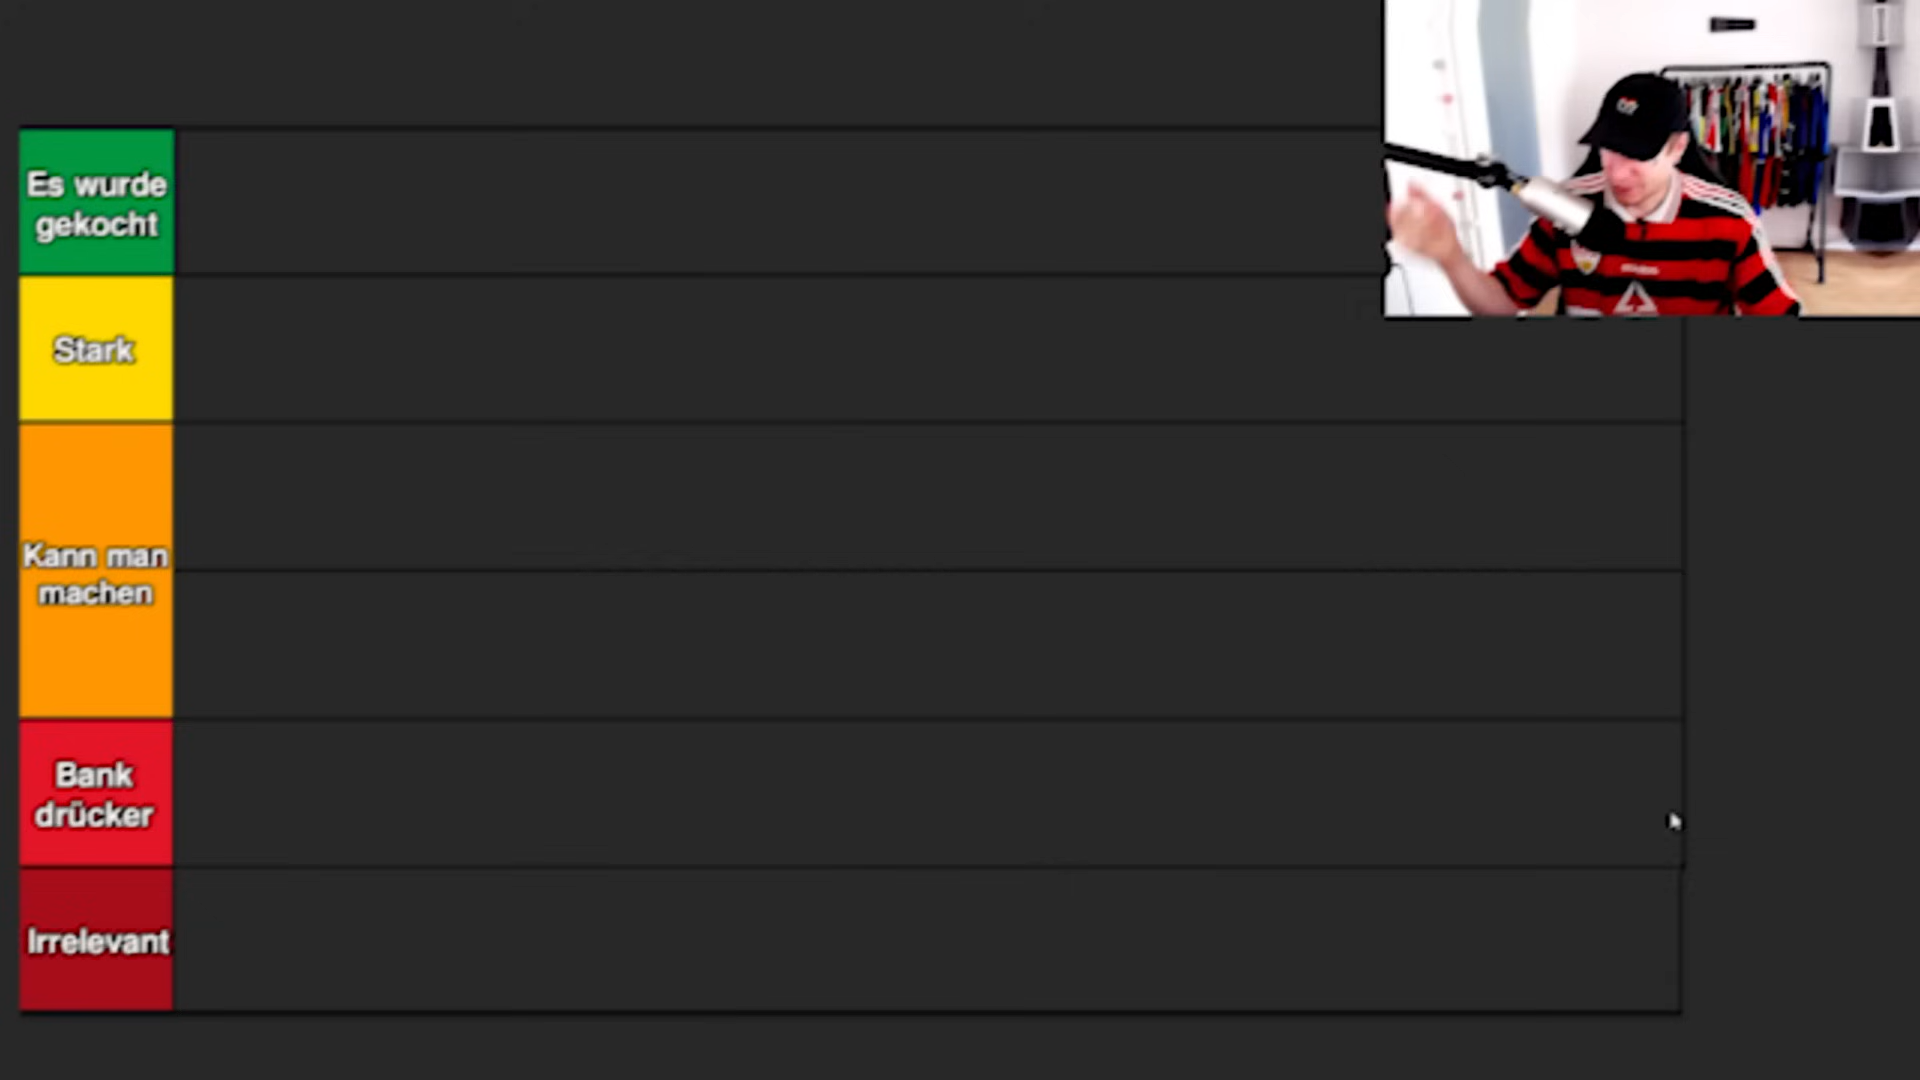 Es wurde
gekocht
Stark
Kann man
machen
Bank
drücker
Irrelevant